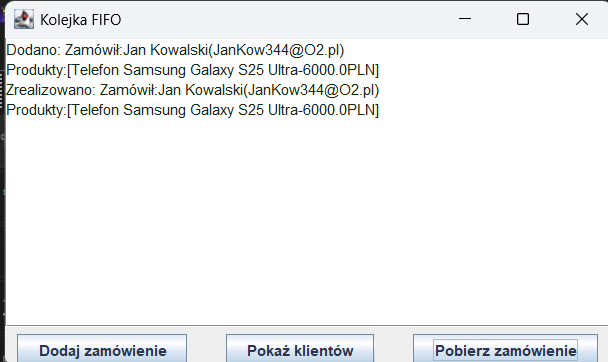 Kolejka FIFO
Dodano: Zamówił:Jan Kowalski(JanKow344@O2.pl)
Produkty:[Telefon Samsung Galaxy S25 Ultra-6000.0PLN]
Zrealizowano: Zamówił:Jan Kowalski(JanKow344@O2.pl)
Produkty:[Telefon Samsung Galaxy S25 Ultra-6000.0PLN]
Dodaj zamówienie Pokaż klientów Pobierz zamówienie